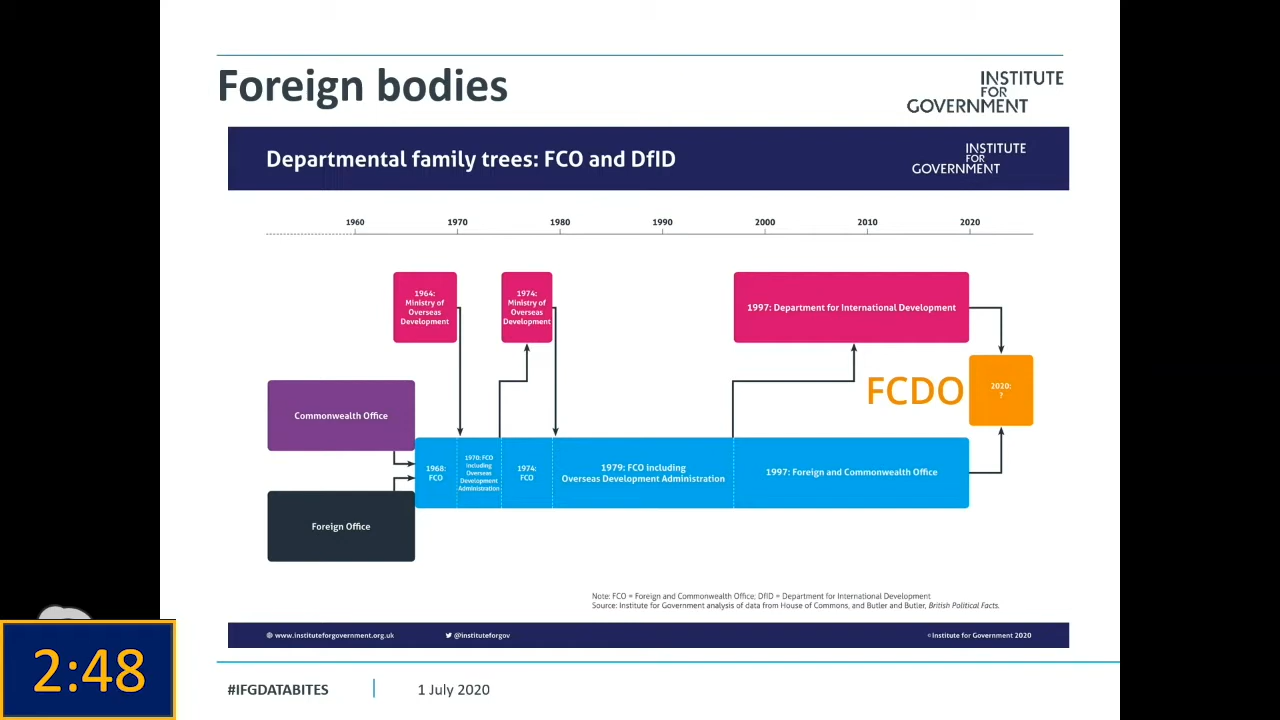 Foreign bodies
INSTITUTE
FOR
GOVERNMENT
Departmental family trees: FCO and DfID
INSTITUTE
FOR
GOVERNMENT
1960 1970 1980 1990 2000 2010 2020
1964:
Ministry of
Overseas
Development
1974:
Ministry of
Overseas
Development
1997: Department for International Development
Commonwealth Office
FCDO
2020:
?
1968:
FCO
1970: FCO
including
Overseas
Development
Administration
1974:
FCO
1979: FCO including
Overseas Development Administration
1997: Foreign and Commonwealth Office
Foreign Office
Note: FCO = Foreign and Commonwealth Office; DfID = Department for International Development
Source: Institute for Government analysis of data from House of Commons, and Butler and Butler, British Political Facts.
www.instituteforgovernment.org.uk
@instituteforgov
©Institute for Government 2020
2:48
#IFGDATABITES
1 July 2020